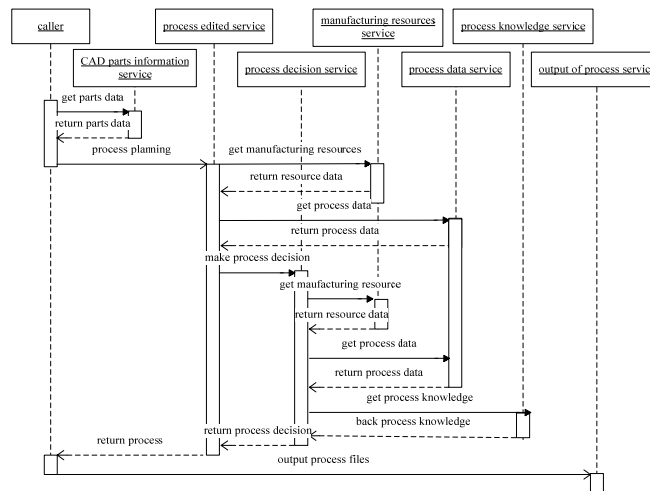 caller
process edited service
manufacturing resources
service
process knowledge service
CAD parts information
service
process decision service
process data service
output of process service
get parts data
return parts data
process planning
get manufacturing resources
return resource data
get process data
return process data
make process decision
get maufacturing resource
return resource data
get process data
return process data
get process knowledge
back process knowledge
return process decision
return process
output process files